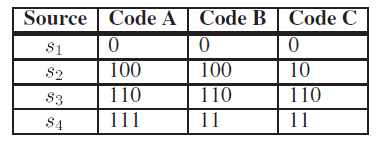 Source Code A Code B Code C
s₁ 0 0 0
s₂ 100 100 10
s₃ 110 110 110
s₄ 111 11 11